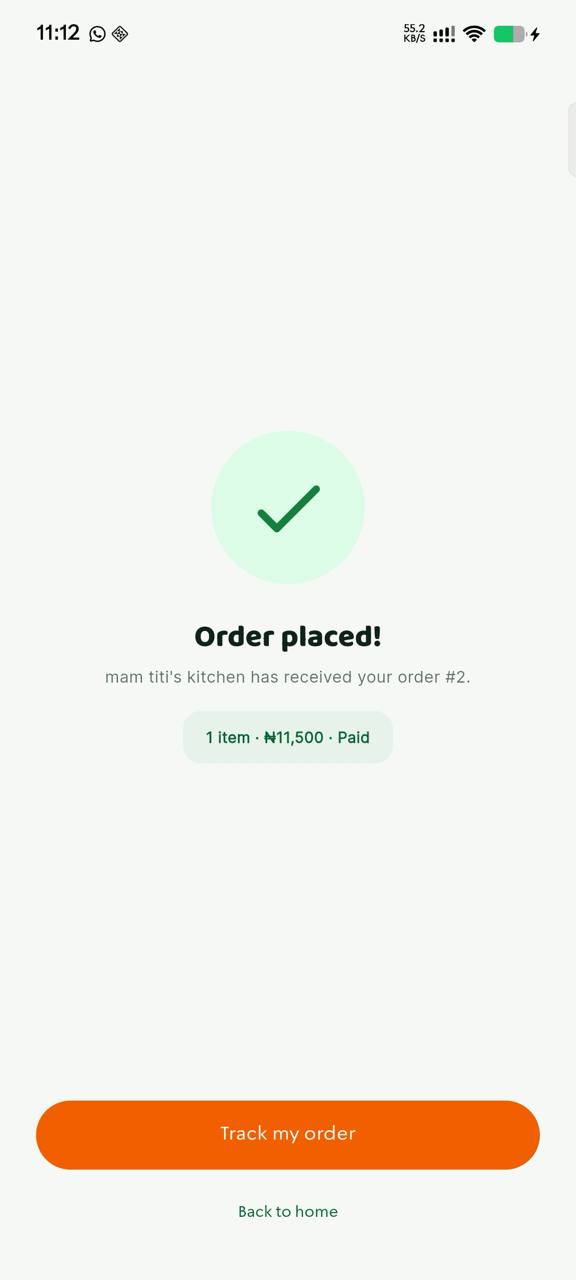 11:12
55.2
KB/S
Order placed!
mam titi's kitchen has received your order #2.
1 item · ₦11,500 · Paid
Track my order
Back to home